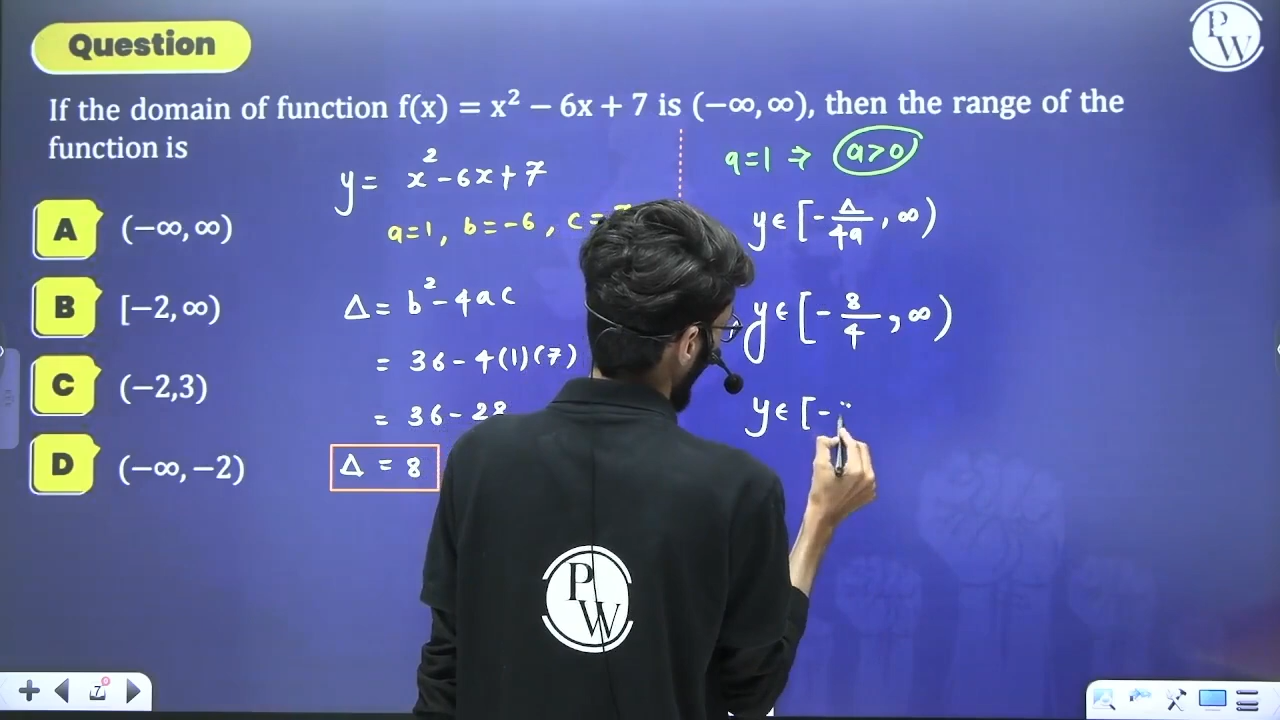 Question
PW
If the domain of function f(x) = x² − 6x + 7 is (−∞, ∞), then the range of the
function is
A (−∞, ∞)
B [−2, ∞)
C (−2,3)
D (−∞, −2)
y = x² - 6x + 7
a=1, b=-6, c=
Δ = b² - 4ac
= 36 - 4(1)(7)
= 36 - 28
Δ = 8
a=1 ⇒ a>0
y ∈ [-Δ/4a, ∞)
y ∈ [-8/4, ∞)
y ∈ [-
PW
7